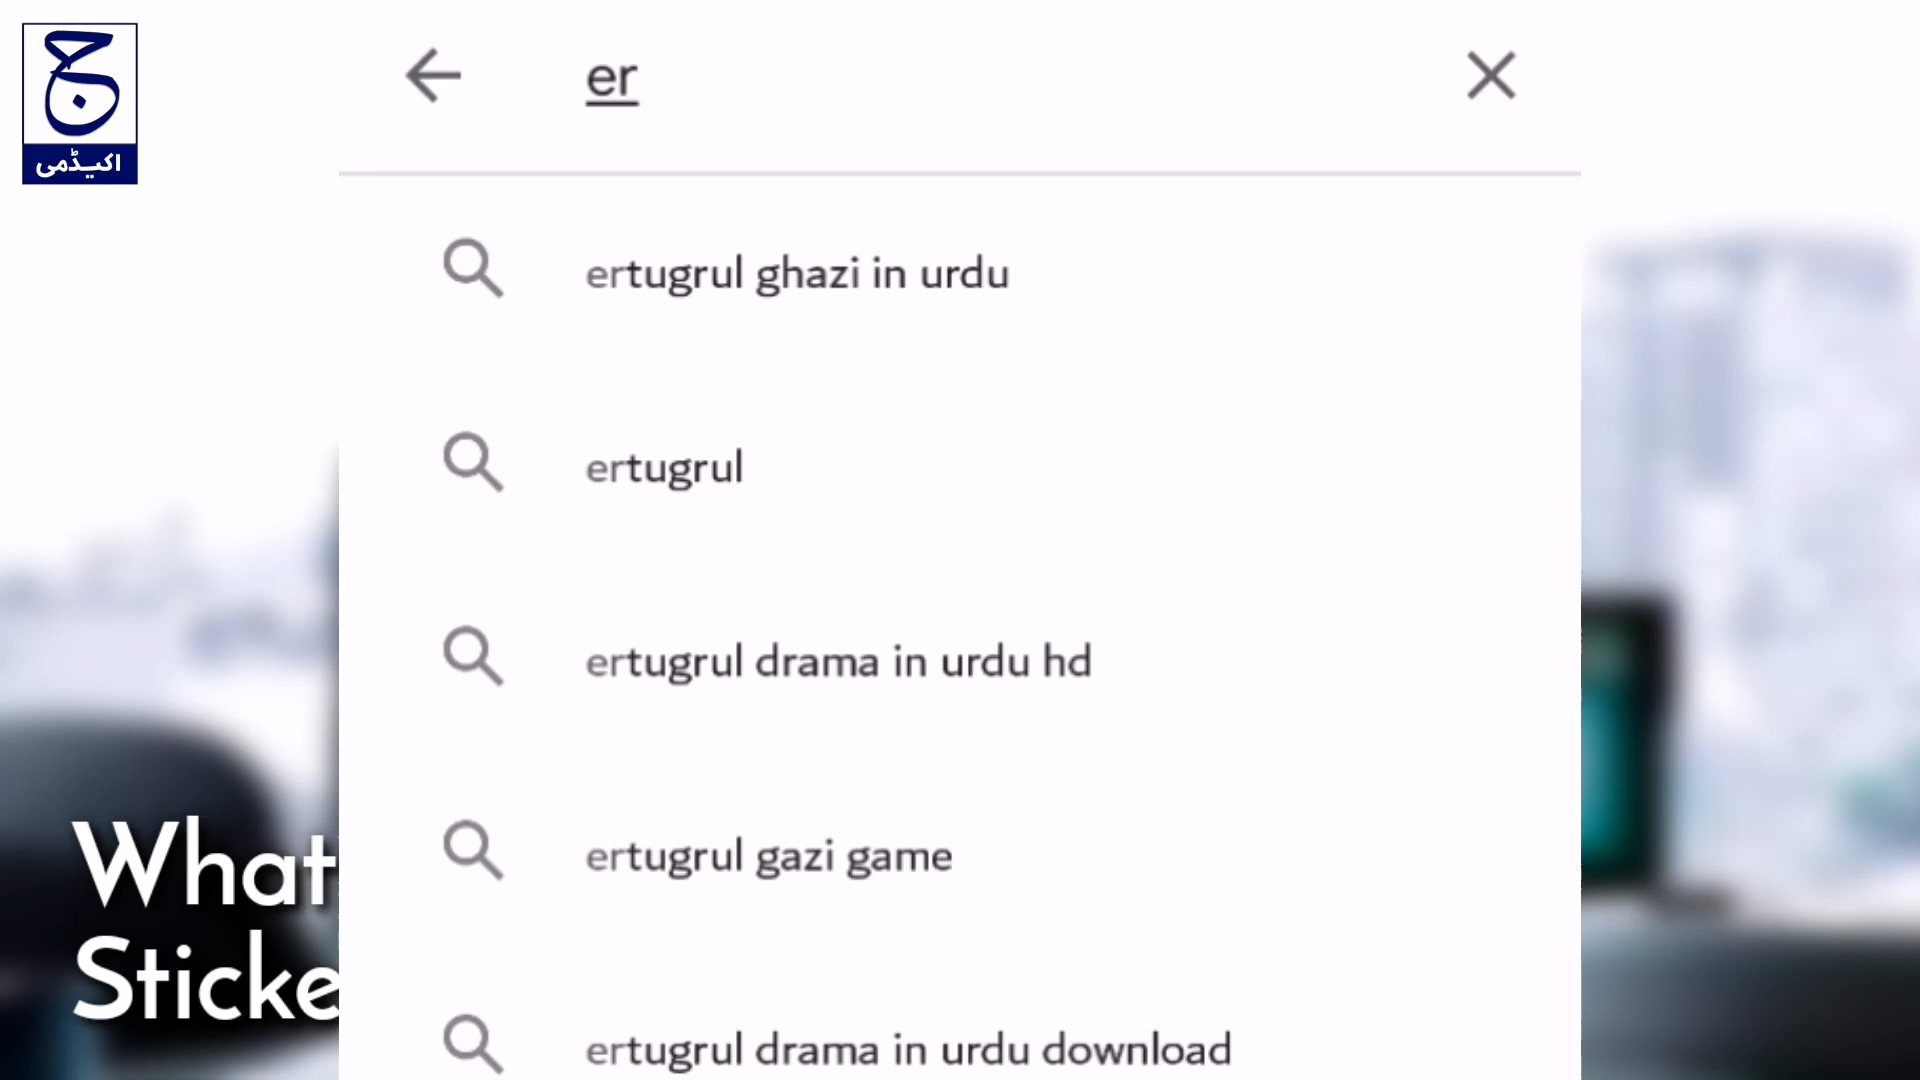 اکیڈمی
er
ertugrul ghazi in urdu
ertugrul
ertugrul drama in urdu hd
ertugrul gazi game
ertugrul drama in urdu download
What
Sticke